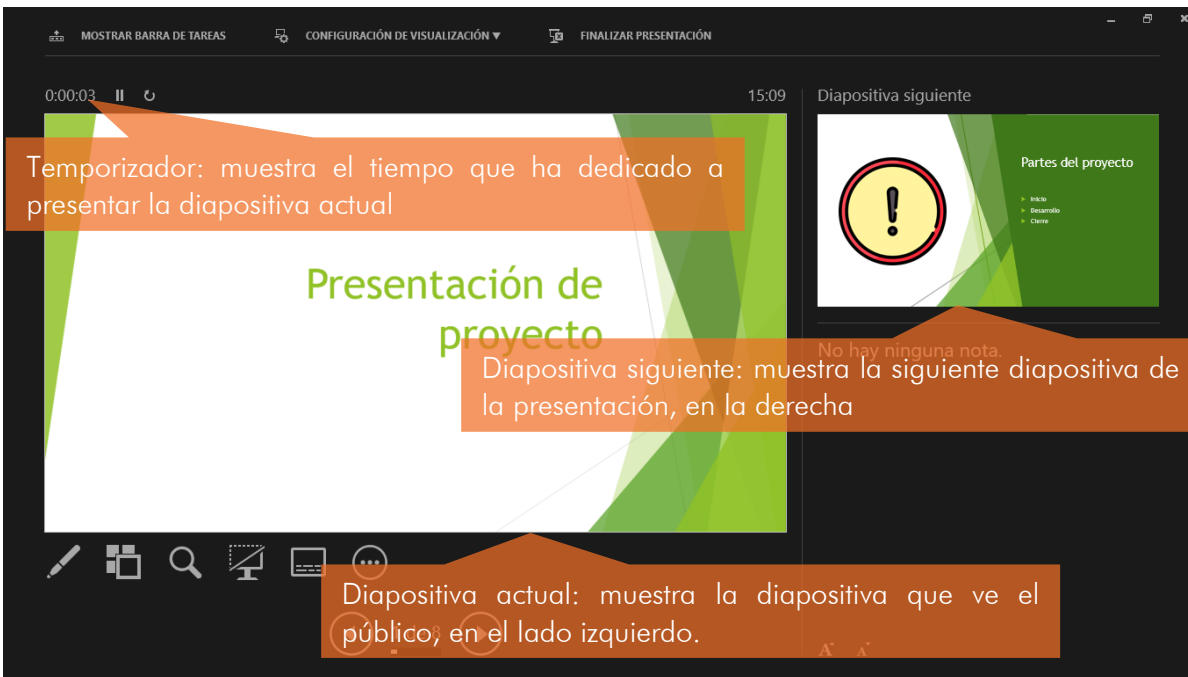 MOSTRAR BARRA DE TAREAS
CONFIGURACIÓN DE VISUALIZACIÓN ▼
FINALIZAR PRESENTACIÓN
0:00:03
15:09
Diapositiva siguiente
Temporizador: muestra el tiempo que ha dedicado a
presentar la diapositiva actual
Presentación de
proyecto
Partes del proyecto
Inicio
Desarrollo
Cierre
No hay ninguna nota.
Diapositiva siguiente: muestra la siguiente diapositiva de
la presentación, en la derecha
Diapositiva actual: muestra la diapositiva que ve el
público, en el lado izquierdo.
8
A A